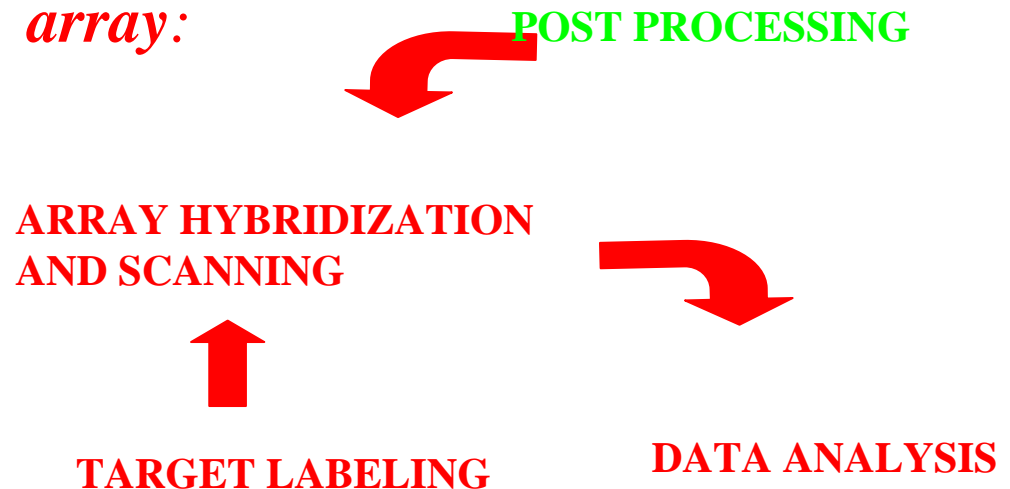 array:
POST PROCESSING
ARRAY HYBRIDIZATION
AND SCANNING
TARGET LABELING
DATA ANALYSIS